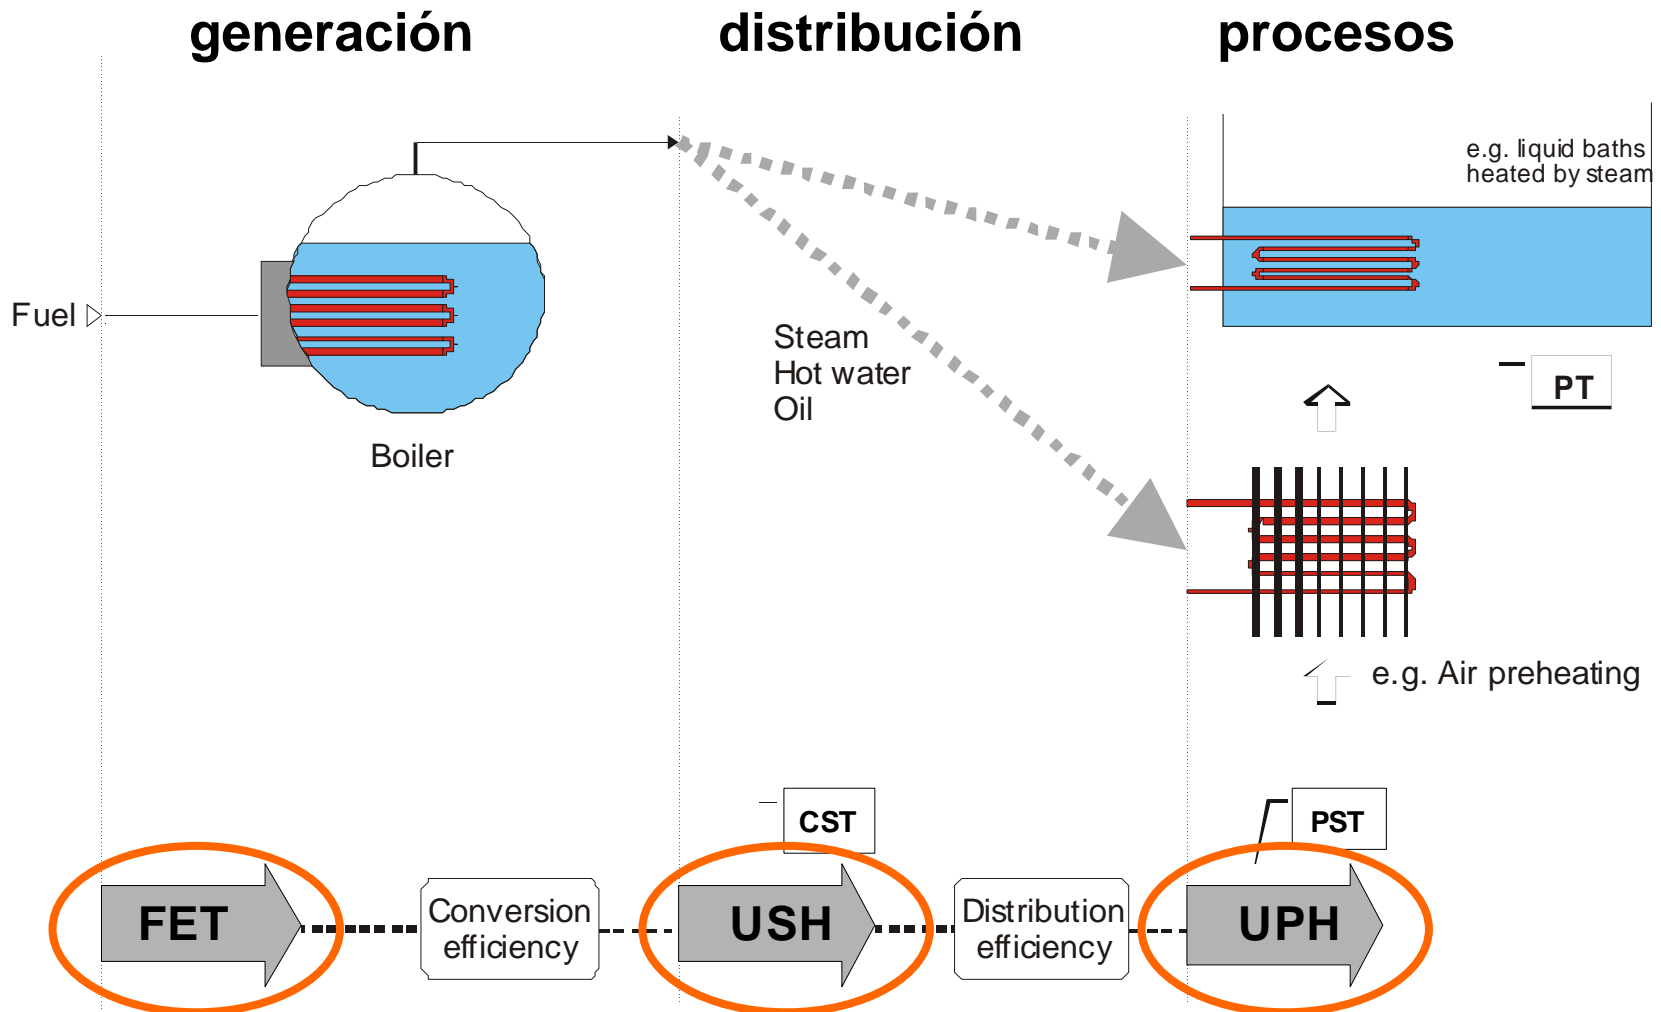 generación
distribución
procesos
e.g. liquid baths
heated by steam
Fuel
Steam
Hot water
Oil
PT
Boiler
e.g. Air preheating
CST
PST
FET
Conversion
efficiency
USH
Distribution
efficiency
UPH